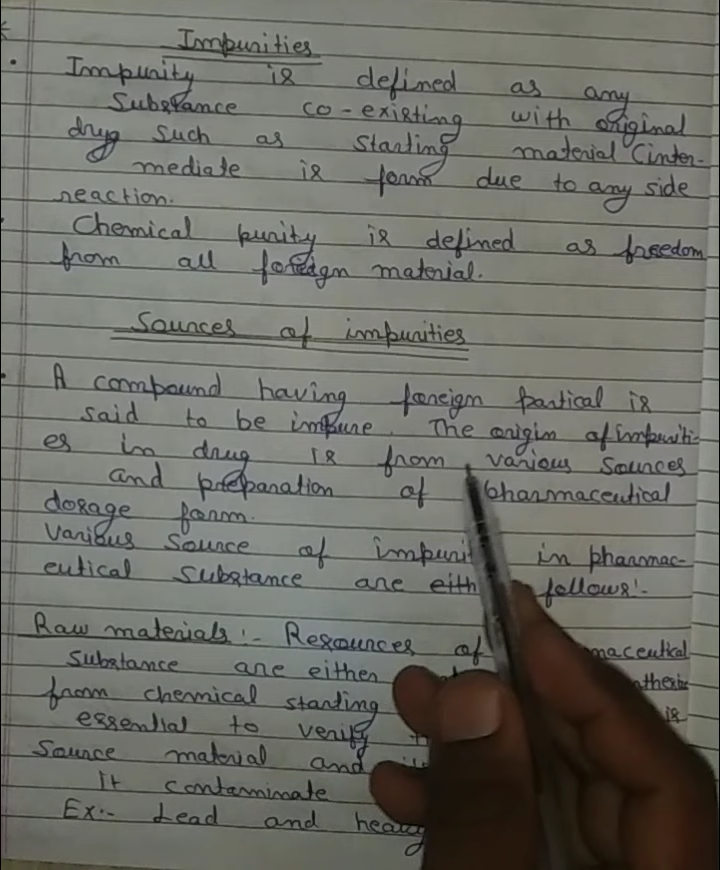 Impurities
Impurity is defined as any
Substance co-existing with original
drug such as starting material (inter-
mediate is form due to any side
reaction.
Chemical purity is defined as freedom
from all foreign material.
Sources of impurities
A compound having foreign partical is
said to be impure. The origin of impuriti-
es in drug is from various sources
and preparation of pharmaceutical
dosage form.
Various Source of impurit in pharmac-
eutical substance are eith follows:-
Raw materials:- Resources of maceutical
Substance are either
from chemical starting is
essential to verify
Source material and
it contaminate
Ex:- Lead and heavy